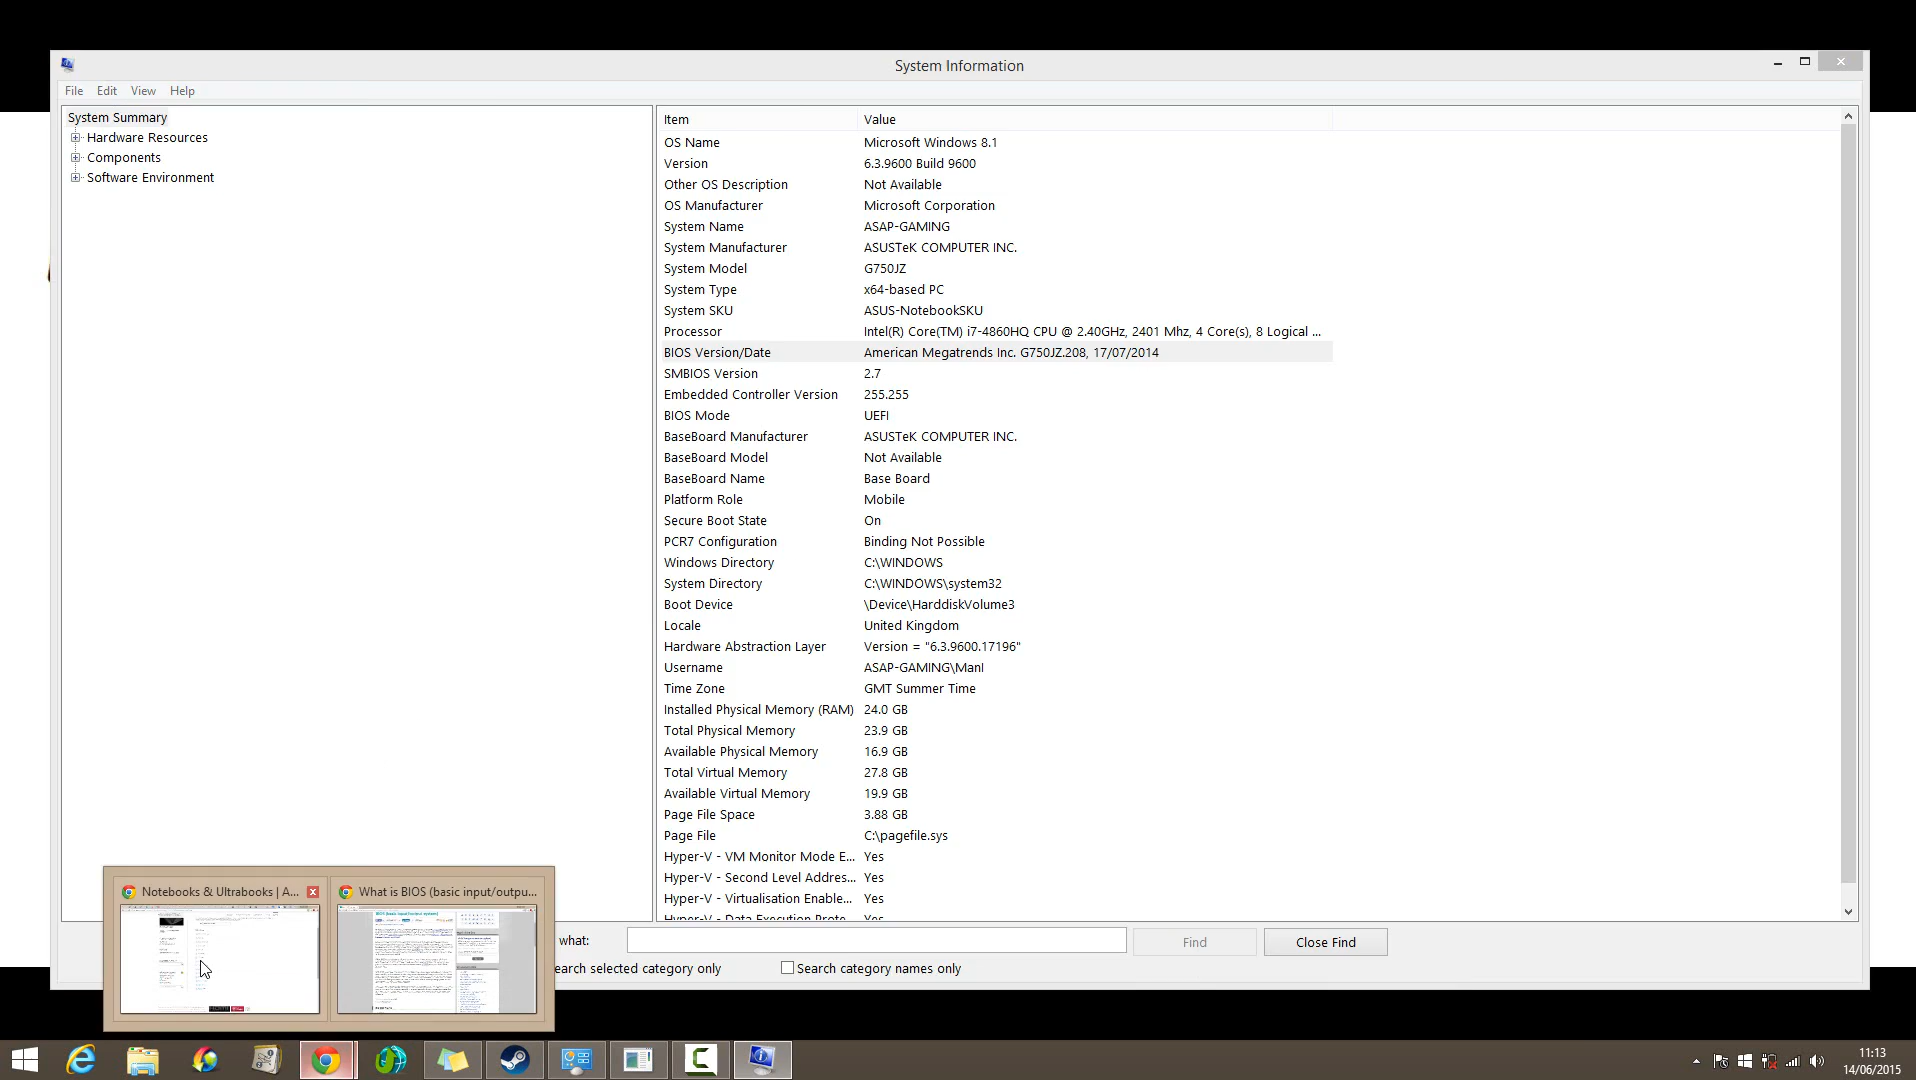 System Information
File Edit View Help
System Summary
Hardware Resources
Components
Software Environment
Item Value
OS Name Microsoft Windows 8.1
Version 6.3.9600 Build 9600
Other OS Description Not Available
OS Manufacturer Microsoft Corporation
System Name ASAP-GAMING
System Manufacturer ASUSTeK COMPUTER INC.
System Model G750JZ
System Type x64-based PC
System SKU ASUS-NotebookSKU
Processor Intel(R) Core(TM) i7-4860HQ CPU @ 2.40GHz, 2401 Mhz, 4 Core(s), 8 Logical ...
BIOS Version/Date American Megatrends Inc. G750JZ.208, 17/07/2014
SMBIOS Version 2.7
Embedded Controller Version 255.255
BIOS Mode UEFI
BaseBoard Manufacturer ASUSTeK COMPUTER INC.
BaseBoard Model Not Available
BaseBoard Name Base Board
Platform Role Mobile
Secure Boot State On
PCR7 Configuration Binding Not Possible
Windows Directory C:\WINDOWS
System Directory C:\WINDOWS\system32
Boot Device \Device\HarddiskVolume3
Locale United Kingdom
Hardware Abstraction Layer Version = "6.3.9600.17196"
Username ASAP-GAMING\ManI
Time Zone GMT Summer Time
Installed Physical Memory (RAM) 24.0 GB
Total Physical Memory 23.9 GB
Available Physical Memory 16.9 GB
Total Virtual Memory 27.8 GB
Available Virtual Memory 19.9 GB
Page File Space 3.88 GB
Page File C:\pagefile.sys
Hyper-V - VM Monitor Mode E... Yes
Hyper-V - Second Level Addres... Yes
Hyper-V - Virtualisation Enable... Yes
Hyper-V - Data Execution Prote... Yes
Notebooks & Ultrabooks | A... What is BIOS (basic input/outpu...
what: Find Close Find
earch selected category only Search category names only
11:13
14/06/2015